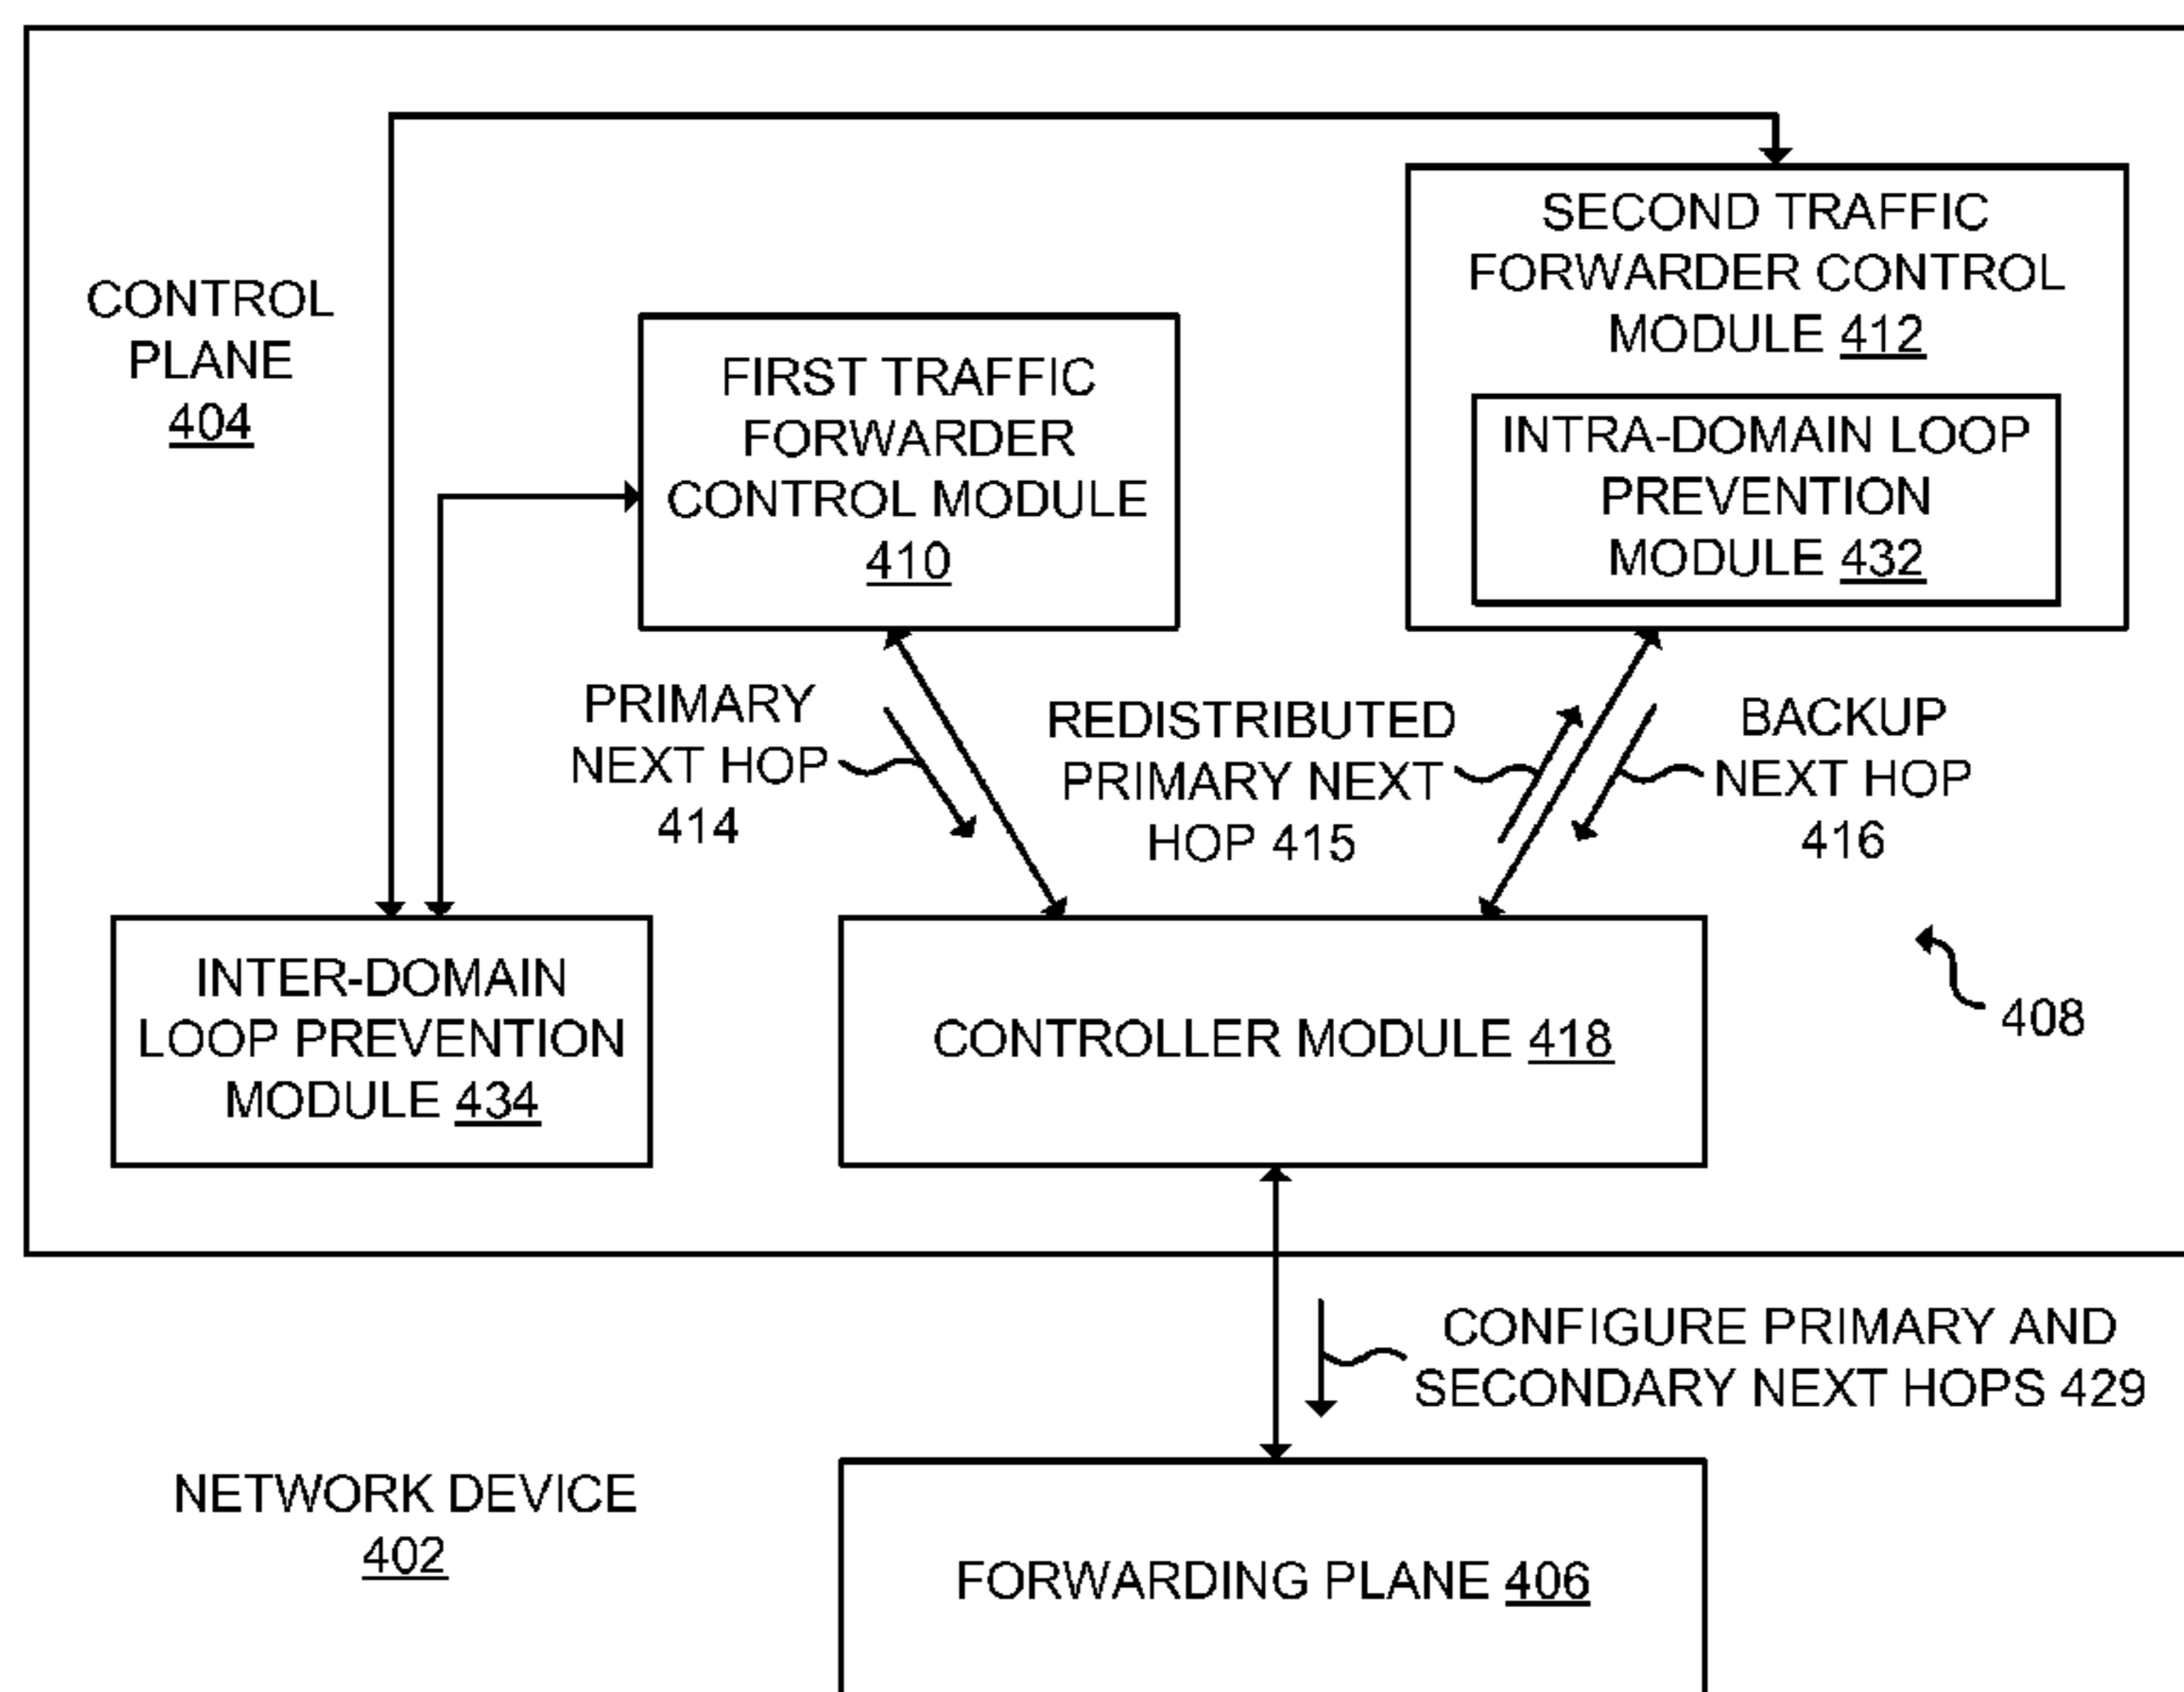 CONTROL
PLANE
404
FIRST TRAFFIC
FORWARDER
CONTROL MODULE
410
SECOND TRAFFIC
FORWARDER CONTROL
MODULE 412
INTRA-DOMAIN LOOP
PREVENTION
MODULE 432
PRIMARY
NEXT HOP
414
REDISTRIBUTED
PRIMARY NEXT
HOP 415
BACKUP
NEXT HOP
416
INTER-DOMAIN
LOOP PREVENTION
MODULE 434
CONTROLLER MODULE 418
408
CONFIGURE PRIMARY AND
SECONDARY NEXT HOPS 429
NETWORK DEVICE
402
FORWARDING PLANE 406